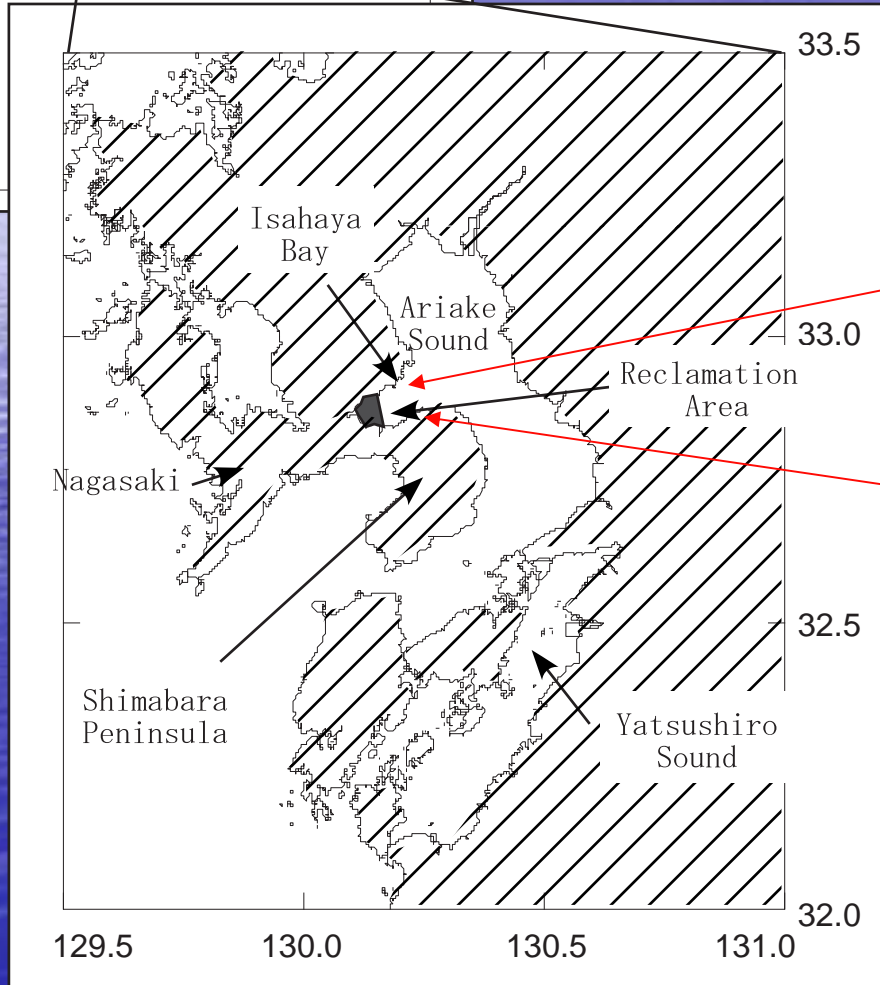 33.5
Isahaya
Bay
Ariake
Sound
33.0
Reclamation
Area
Nagasaki
32.5
Shimabara
Peninsula
Yatsushiro
Sound
32.0
129.5
130.0
130.5
131.0